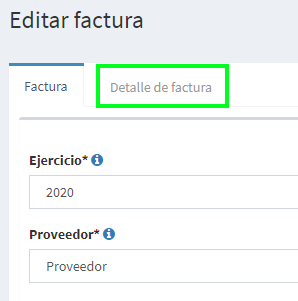 Editar factura
Factura
Detalle de factura
Ejercicio*
2020
Proveedor*
Proveedor